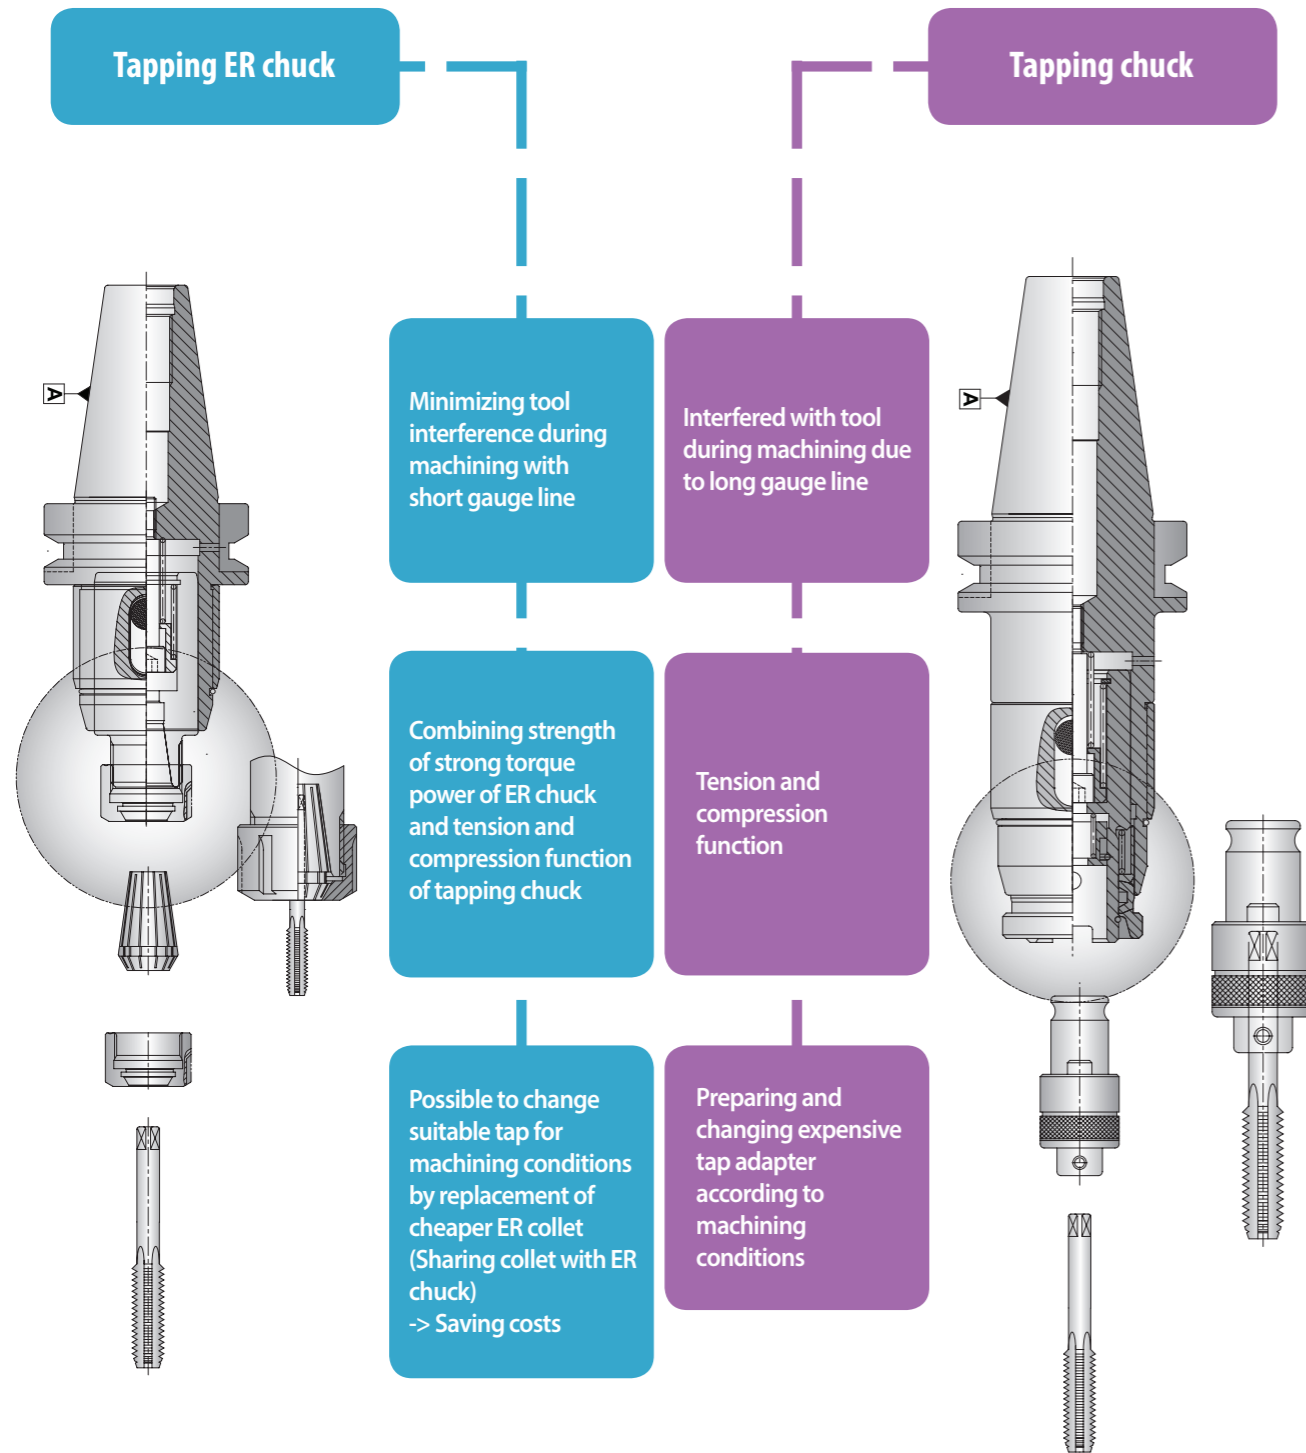 Tapping ER chuck
Tapping chuck
A
A
Minimizing tool
interference during
machining with
short gauge line
Interfered with tool
during machining due
to long gauge line
Combining strength
of strong torque
power of ER chuck
and tension and
compression function
of tapping chuck
Tension and
compression
function
Possible to change
suitable tap for
machining conditions
by replacement of
cheaper ER collet
(Sharing collet with ER
chuck)
-> Saving costs
Preparing and
changing expensive
tap adapter
according to
machining
conditions